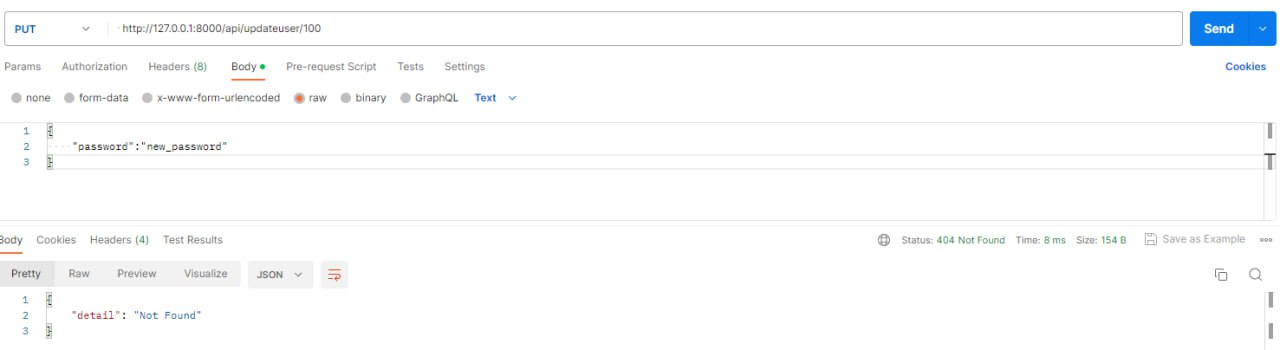 PUT http://127.0.0.1:8000/api/updateuser/100 Send
Params Authorization Headers (8) Body Pre-request Script Tests Settings Cookies
none form-data x-www-form-urlencoded raw binary GraphQL Text
1 {
2 "password":"new_password"
3 }
Body Cookies Headers (4) Test Results Status: 404 Not Found Time: 8 ms Size: 154 B Save as Example
Pretty Raw Preview Visualize JSON
1 {
2 "detail": "Not Found"
3 }